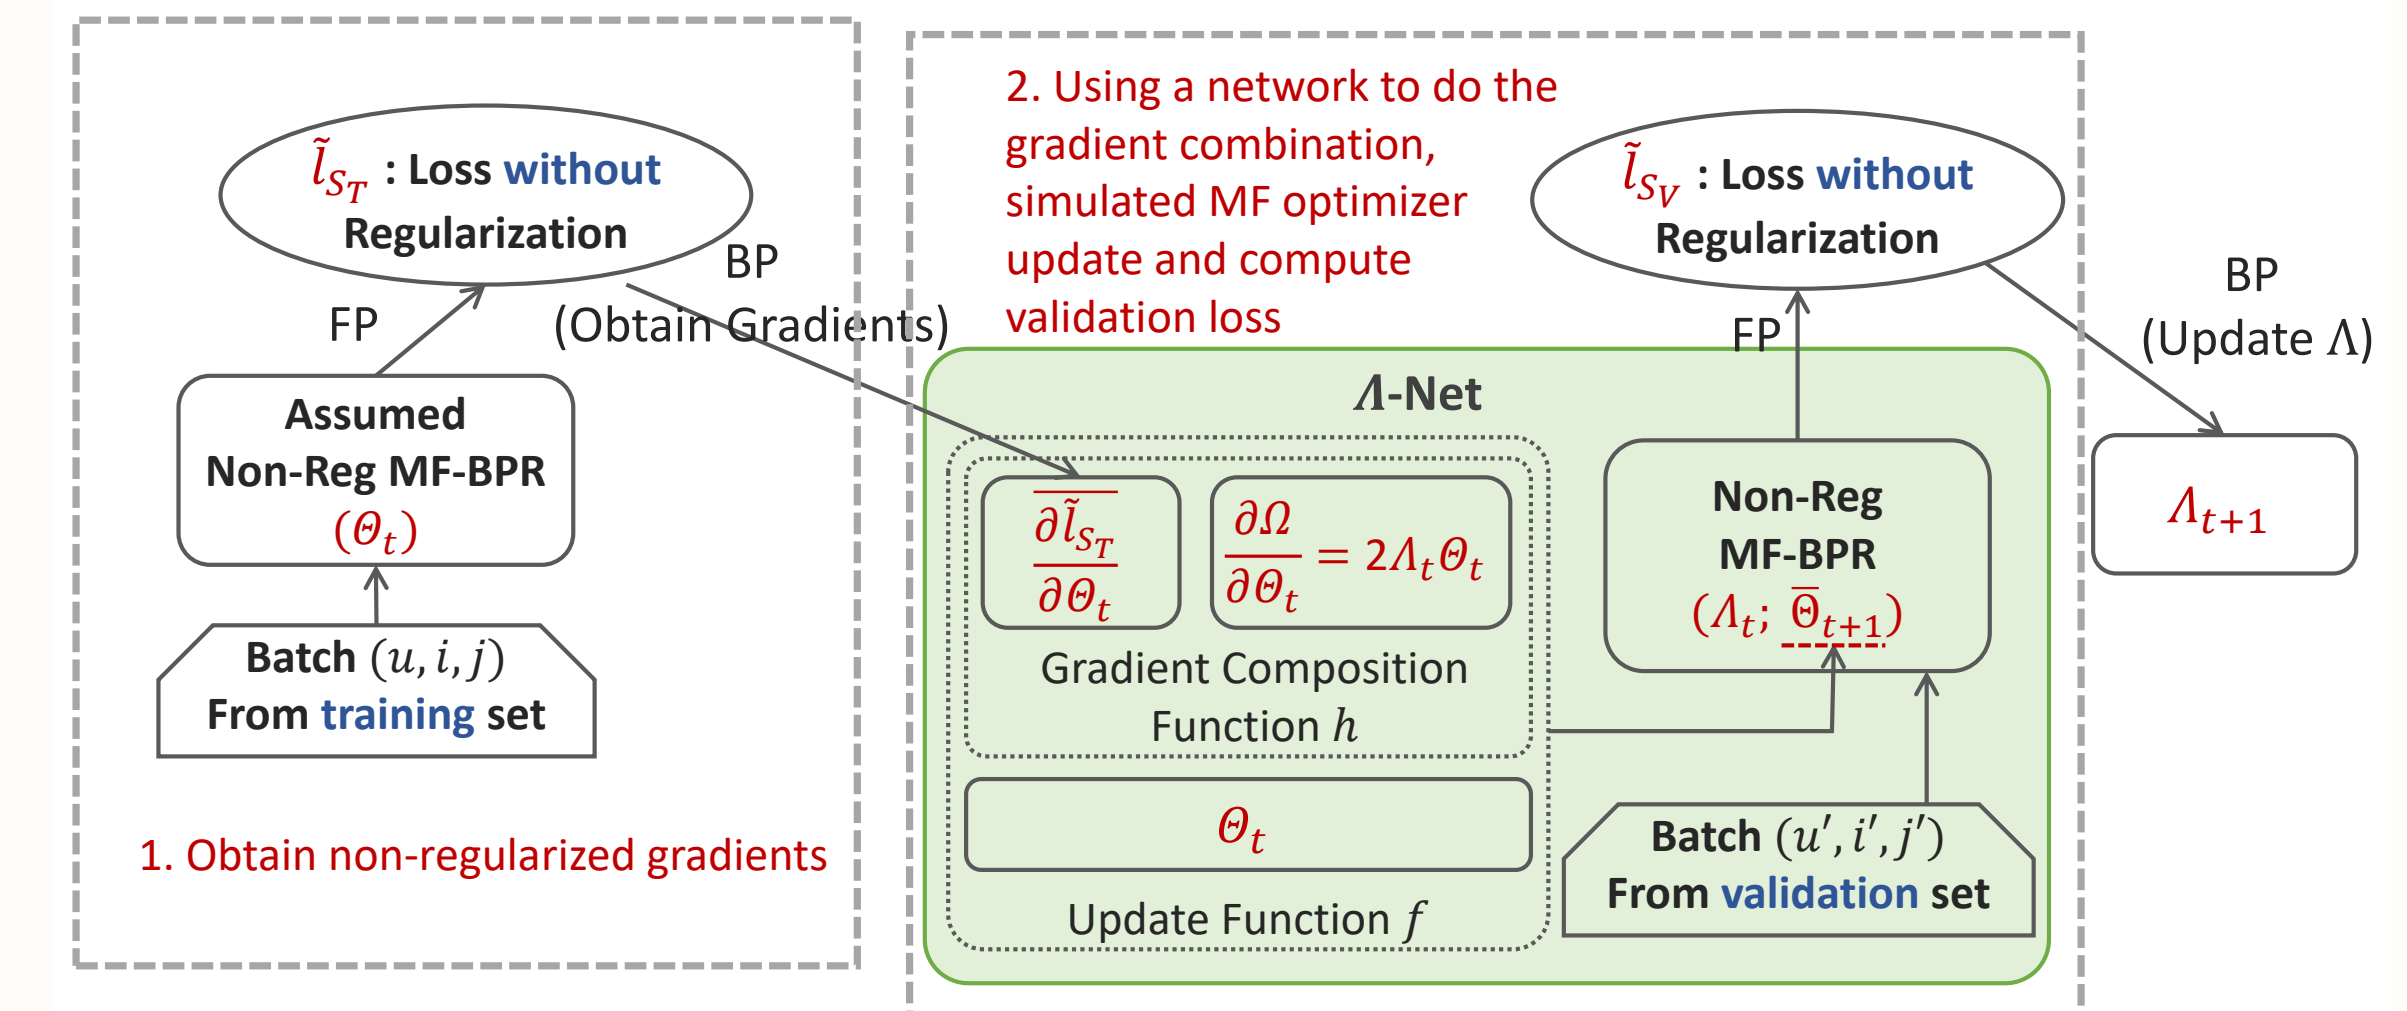 l̃_{S_T} : Loss without
Regularization
BP
(Obtain Gradients)
FP
Assumed
Non-Reg MF-BPR
(Θ_t)
Batch (u, i, j)
From training set
1. Obtain non-regularized gradients
2. Using a network to do the
gradient combination,
simulated MF optimizer
update and compute
validation loss
l̃_{S_V} : Loss without
Regularization
FP
BP
(Update Λ)
Λ-Net
\overline{∂l̃_{S_T}/∂Θ_t}
∂Ω/∂Θ_t = 2Λ_tΘ_t
Gradient Composition
Function h
Θ_t
Update Function f
Non-Reg
MF-BPR
(Λ_t; Θ̅_{t+1})
Batch (u′, i′, j′)
From validation set
Λ_{t+1}